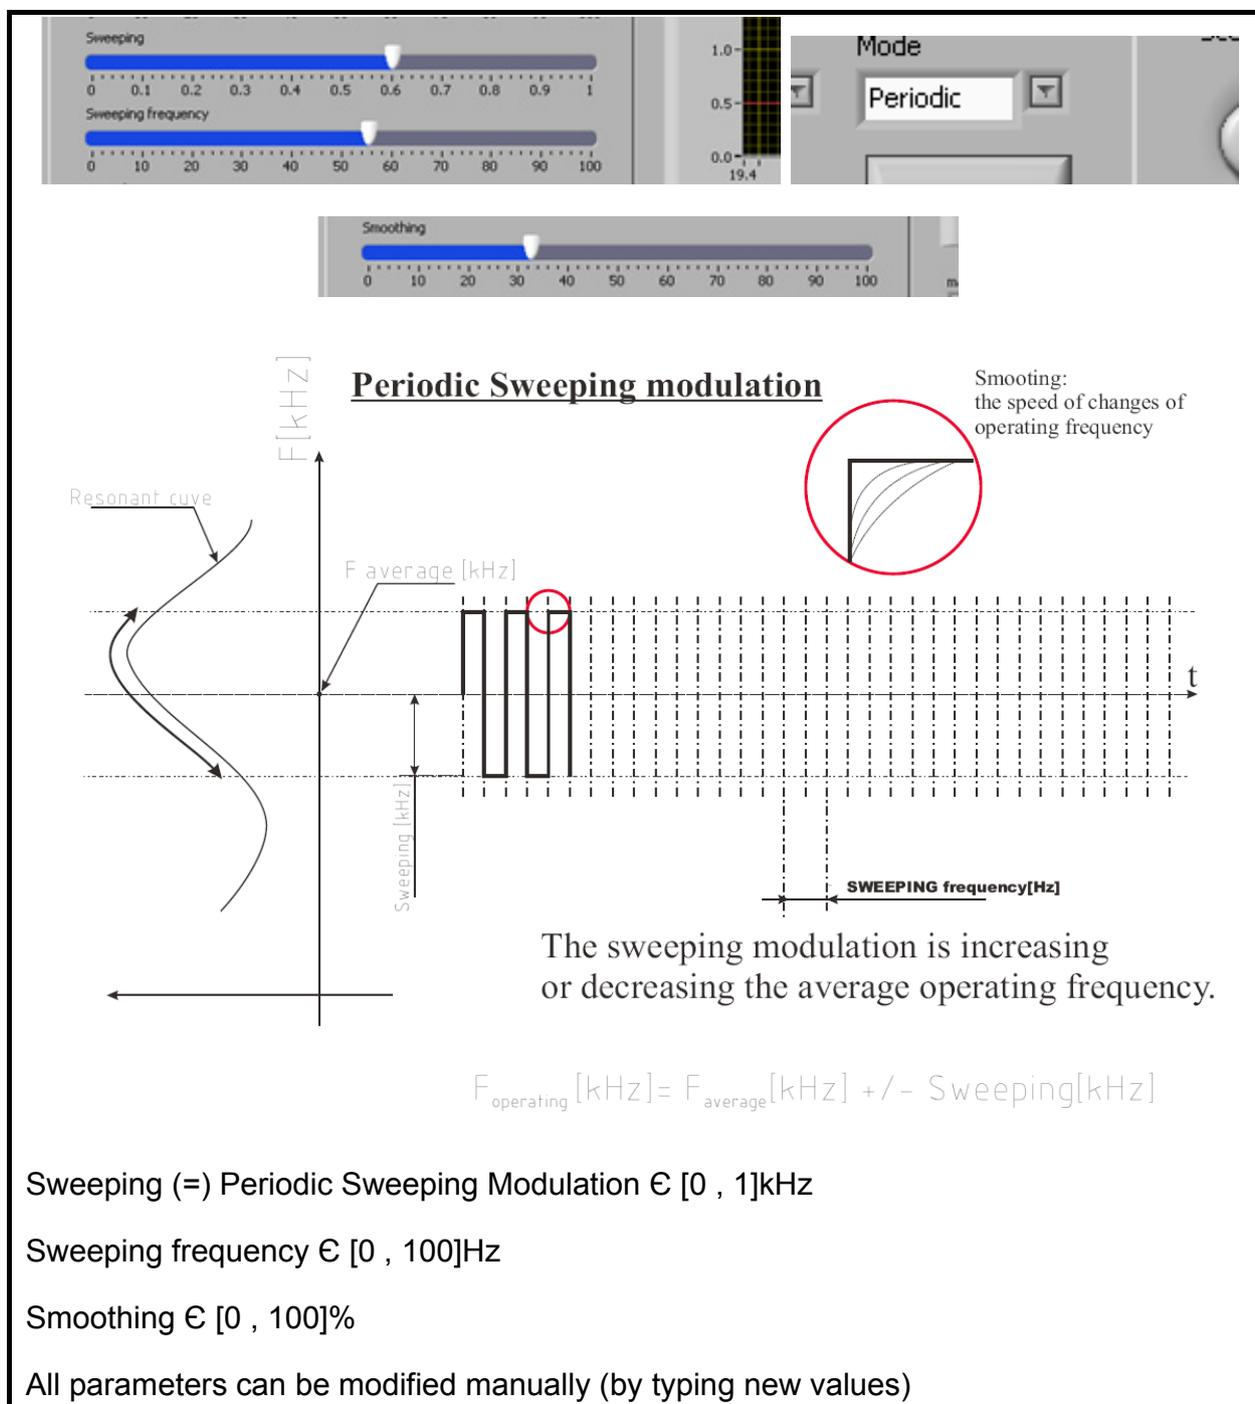 Sweeping
0 0.1 0.2 0.3 0.4 0.5 0.6 0.7 0.8 0.9 1
Sweeping frequency
0 10 20 30 40 50 60 70 80 90 100
1.0
0.5
0.0
19.4
Mode
Periodic
Smoothing
0 10 20 30 40 50 60 70 80 90 100
Periodic Sweeping modulation
Smooting:
the speed of changes of
operating frequency
F[kHz]
Resonant cuve
F average [kHz]
t
Sweeping [kHz]
SWEEPING frequency[Hz]
The sweeping modulation is increasing
or decreasing the average operating frequency.
Foperating[kHz]= Faverage[kHz] +/- Sweeping[kHz]
Sweeping (=) Periodic Sweeping Modulation Є [0 , 1]kHz
Sweeping frequency Є [0 , 100]Hz
Smoothing Є [0 , 100]%
All parameters can be modified manually (by typing new values)